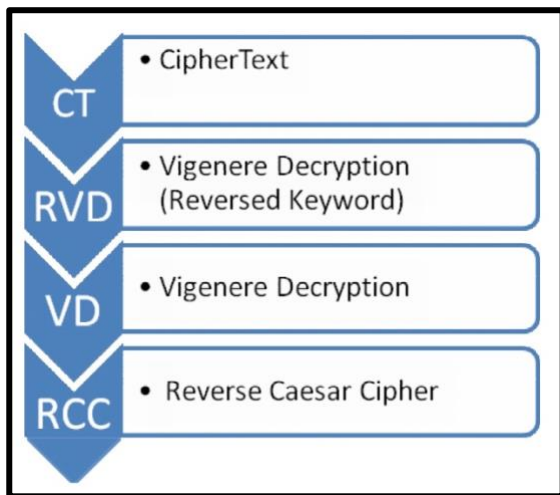 CT
• CipherText
RVD
• Vigenere Decryption
(Reversed Keyword)
VD
• Vigenere Decryption
RCC
• Reverse Caesar Cipher